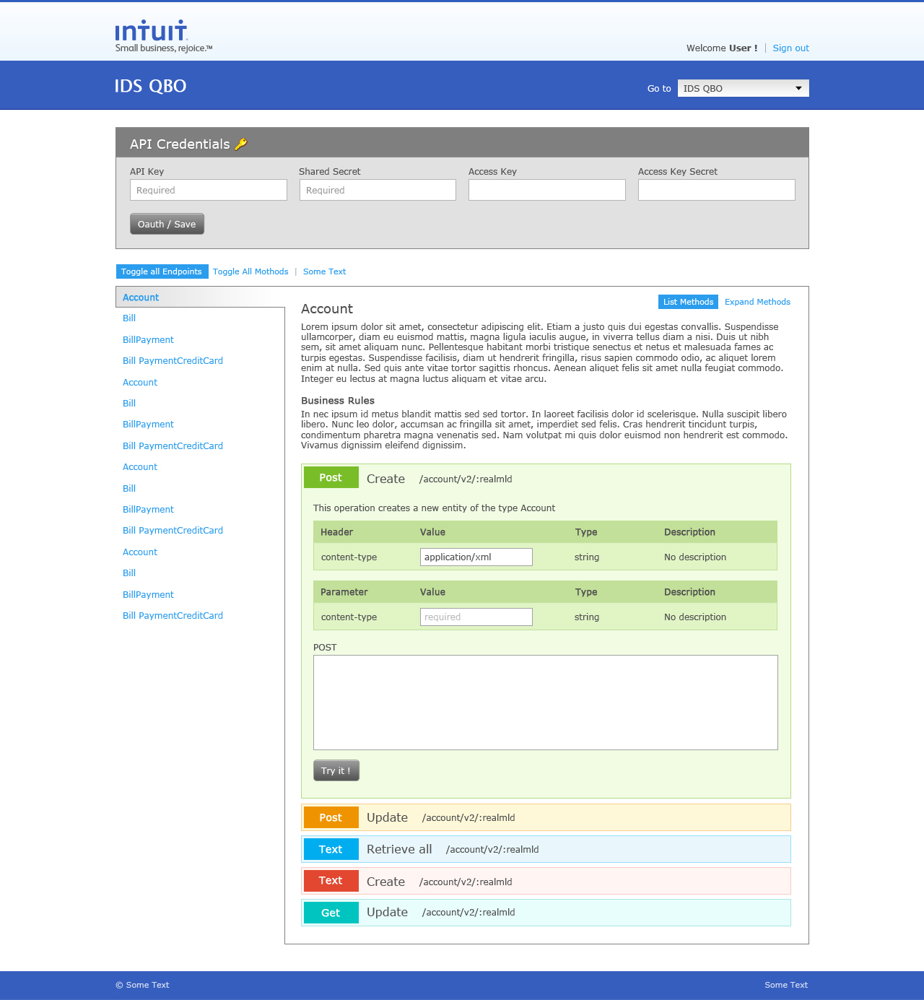 intuit
Small business, rejoice.™
Welcome User ! | Sign out
IDS QBO
Go to IDS QBO
API Credentials
API Key Shared Secret Access Key Access Key Secret
Required Required
Oauth / Save
Toggle all Endpoints Toggle All Mothods | Some Text
Account
Bill
BillPayment
Bill PaymentCreditCard
Account
Bill
BillPayment
Bill PaymentCreditCard
Account
Bill
BillPayment
Bill PaymentCreditCard
Account
Bill
BillPayment
Bill PaymentCreditCard
List Methods Expand Methods
Account
Lorem ipsum dolor sit amet, consectetur adipiscing elit. Etiam a justo quis dui egestas convallis. Suspendisse
ullamcorper, diam eu euismod mattis, magna ligula iaculis augue, in viverra tellus diam a nisi. Duis ut nibh
sem, sit amet aliquam nunc. Pellentesque habitant morbi tristique senectus et netus et malesuada fames ac
turpis egestas. Suspendisse facilisis, diam ut hendrerit fringilla, risus sapien commodo odio, ac aliquet lorem
enim at nulla. Sed quis ante vitae tortor sagittis rhoncus. Aenean aliquet felis sit amet nulla feugiat commodo.
Integer eu lectus at magna luctus aliquam et vitae arcu.
Business Rules
In nec ipsum id metus blandit mattis sed sed tortor. In laoreet facilisis dolor id scelerisque. Nulla suscipit libero
libero. Nunc leo dolor, accumsan ac fringilla sit amet, imperdiet sed felis. Cras hendrerit tincidunt turpis,
condimentum pharetra magna venenatis sed. Nam volutpat mi quis dolor euismod non hendrerit est commodo.
Vivamus dignissim eleifend dignissim.
Post Create /account/v2/:realmld
This operation creates a new entity of the type Account
Header Value Type Description
content-type application/xml string No description
Parameter Value Type Description
content-type required string No description
POST
Try it !
Post Update /account/v2/:realmld
Text Retrieve all /account/v2/:realmld
Text Create /account/v2/:realmld
Get Update /account/v2/:realmld
© Some Text Some Text